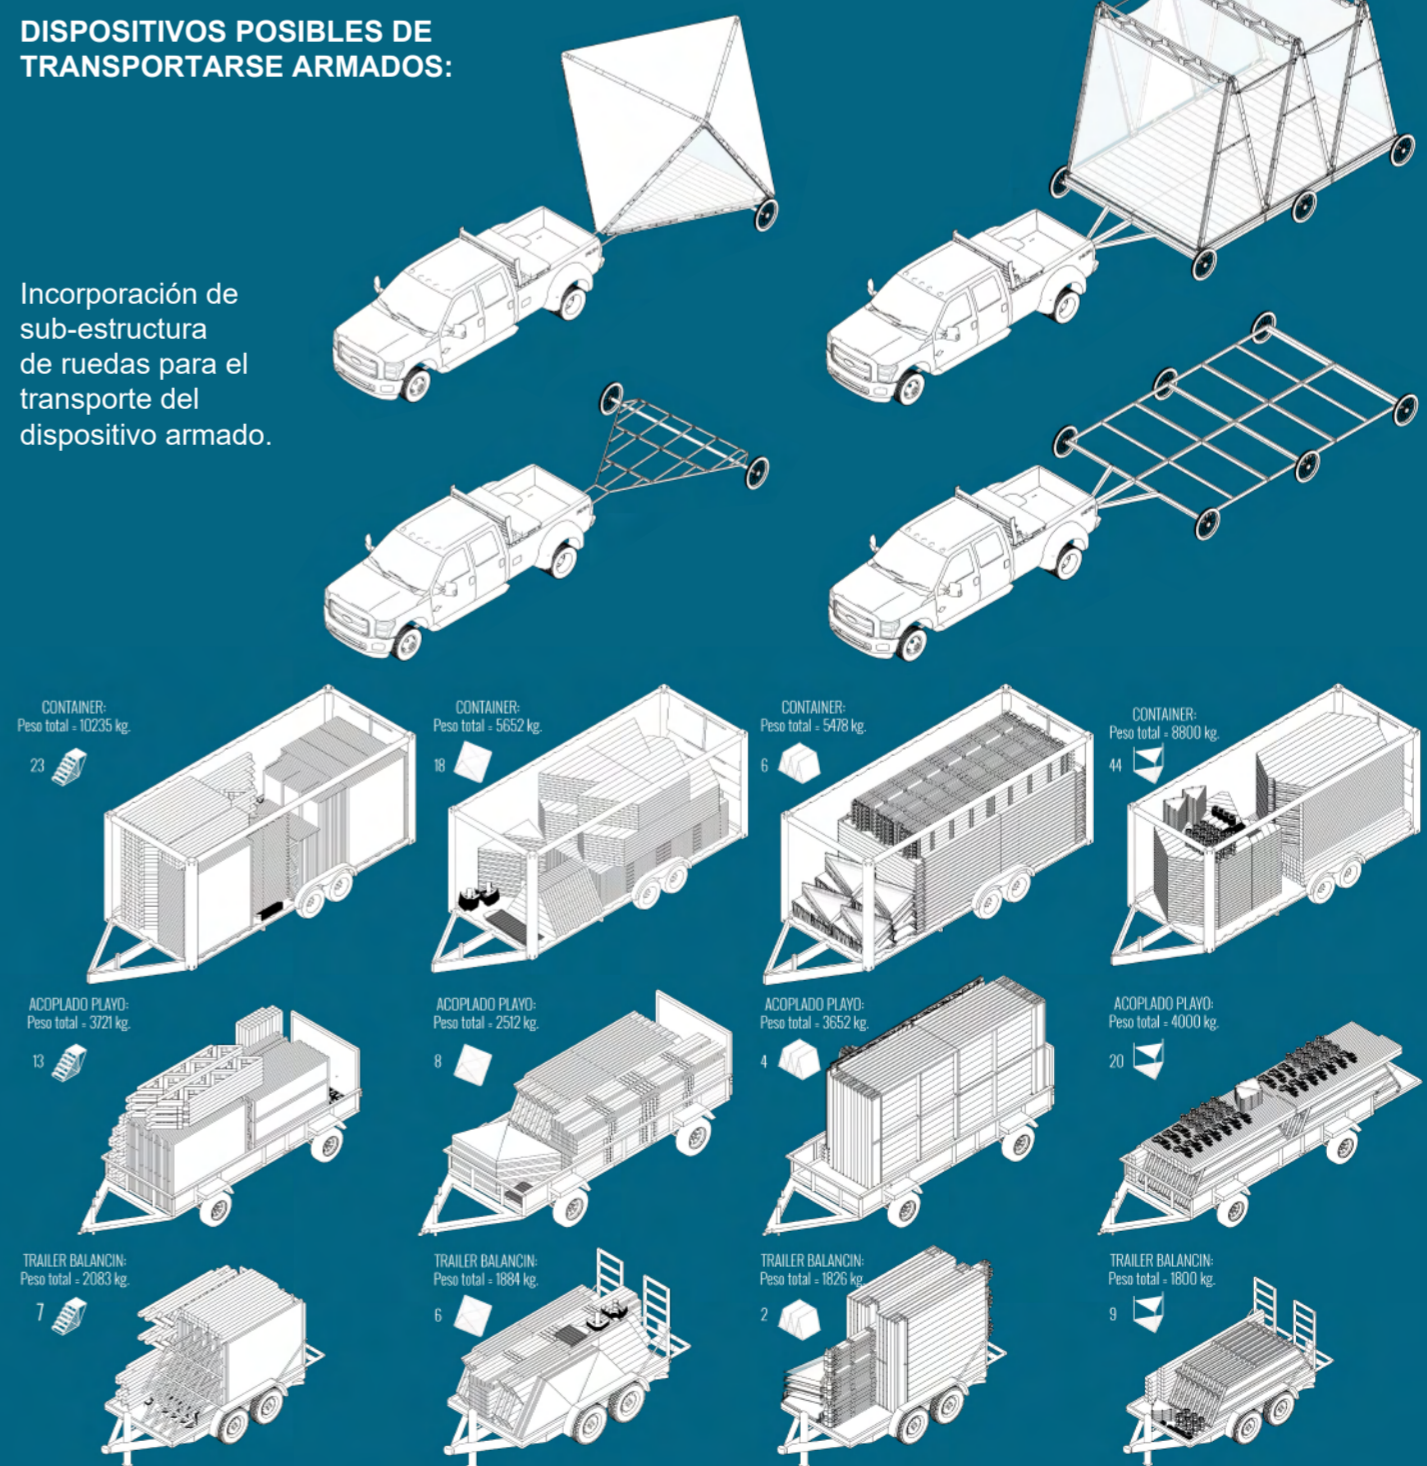 DISPOSITIVOS POSIBLES DE
TRANSPORTARSE ARMADOS:
Incorporación de
sub-estructura
de ruedas para el
transporte del
dispositivo armado.
CONTAINER:
Peso total = 10235 kg.
23
CONTAINER:
Peso total = 5652 kg.
18
CONTAINER:
Peso total = 5478 kg.
6
CONTAINER:
Peso total = 8800 kg.
44
ACOPLADO PLAYO:
Peso total = 3721 kg.
13
ACOPLADO PLAYO:
Peso total = 2512 kg.
8
ACOPLADO PLAYO:
Peso total = 3652 kg.
4
ACOPLADO PLAYO:
Peso total = 4000 kg.
20
TRAILER BALANCIN:
Peso total = 2083 kg.
7
TRAILER BALANCIN:
Peso total = 1884 kg.
6
TRAILER BALANCIN:
Peso total = 1826 kg.
2
TRAILER BALANCIN:
Peso total = 1800 kg.
9